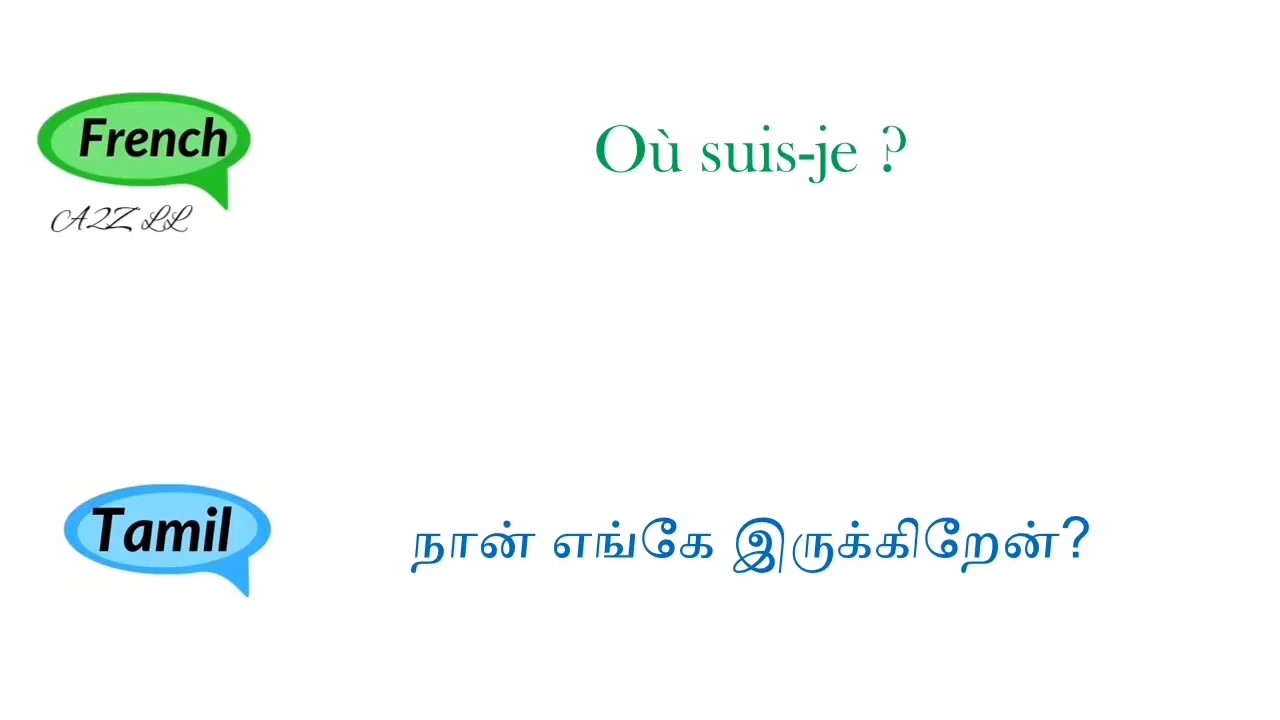 French
Où suis-je ?
A2Z LL
Tamil
நான் எங்கே இருக்கிறேன்?